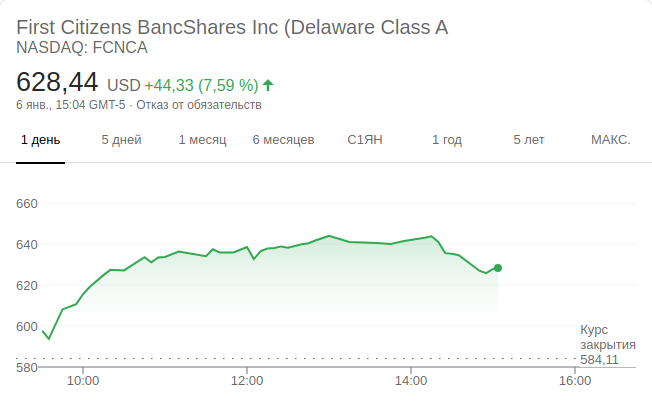 First Citizens BancShares Inc (Delaware Class A
NASDAQ: FCNCA
628,44 USD +44,33 (7,59 %)
6 янв., 15:04 GMT-5 · Отказ от обязательств
1 день 5 дней 1 месяц 6 месяцев С1ЯН 1 год 5 лет МАКС.
660
640
620
600
580
Курс
закрытия
584,11
10:00 12:00 14:00 16:00